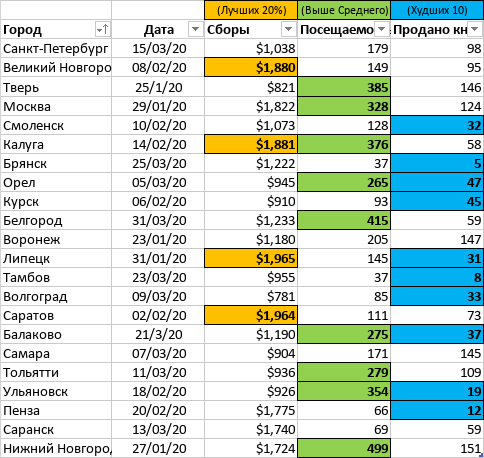 (Лучших 20%) (Выше Среднего) (Худших 10)
Город Дата Сборы Посещаемо Продано кн
Санкт-Петербург 15/03/20 $1,038 179 98
Великий Новгоро 08/02/20 $1,880 149 95
Тверь 25/1/20 $821 385 146
Москва 29/01/20 $1,822 328 124
Смоленск 10/02/20 $1,073 128 32
Калуга 14/02/20 $1,881 376 58
Брянск 25/03/20 $1,222 37 5
Орел 05/03/20 $945 265 47
Курск 06/02/20 $910 93 45
Белгород 31/03/20 $1,233 415 59
Воронеж 23/01/20 $1,180 205 147
Липецк 31/01/20 $1,965 145 31
Тамбов 23/03/20 $955 37 8
Волгоград 09/03/20 $781 85 33
Саратов 02/02/20 $1,964 111 73
Балаково 21/3/20 $1,190 275 37
Самара 07/03/20 $904 171 145
Тольятти 11/03/20 $936 279 109
Ульяновск 18/02/20 $926 354 19
Пенза 20/02/20 $1,775 66 12
Саранск 13/03/20 $1,740 69 59
Нижний Новгород 27/01/20 $1,724 499 151